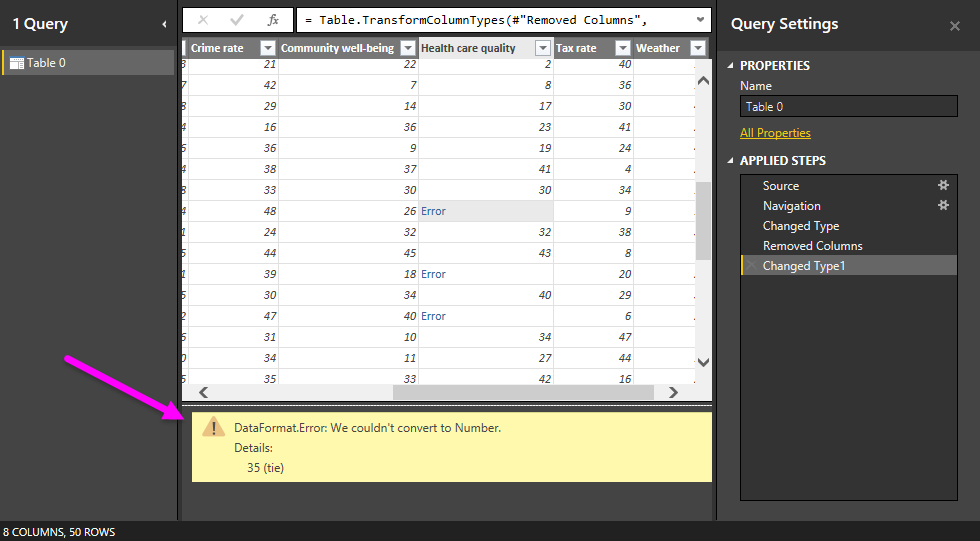 1 Query
Table 0
fx
= Table.TransformColumnTypes(#"Removed Columns",
Crime rate Community well-being Health care quality Tax rate Weather
21 22 2 40
42 7 8 36
29 14 17 30
16 36 23 41
36 9 19 24
38 37 41 4
33 30 30 34
48 26 Error 9
24 32 32 38
44 45 43 8
39 18 Error 20
30 34 40 29
47 40 Error 6
31 10 34 47
34 11 27 44
35 33 42 16
DataFormat.Error: We couldn't convert to Number.
Details:
35 (tie)
Query Settings
PROPERTIES
Name
Table 0
All Properties
APPLIED STEPS
Source
Navigation
Changed Type
Removed Columns
Changed Type1
8 COLUMNS, 50 ROWS